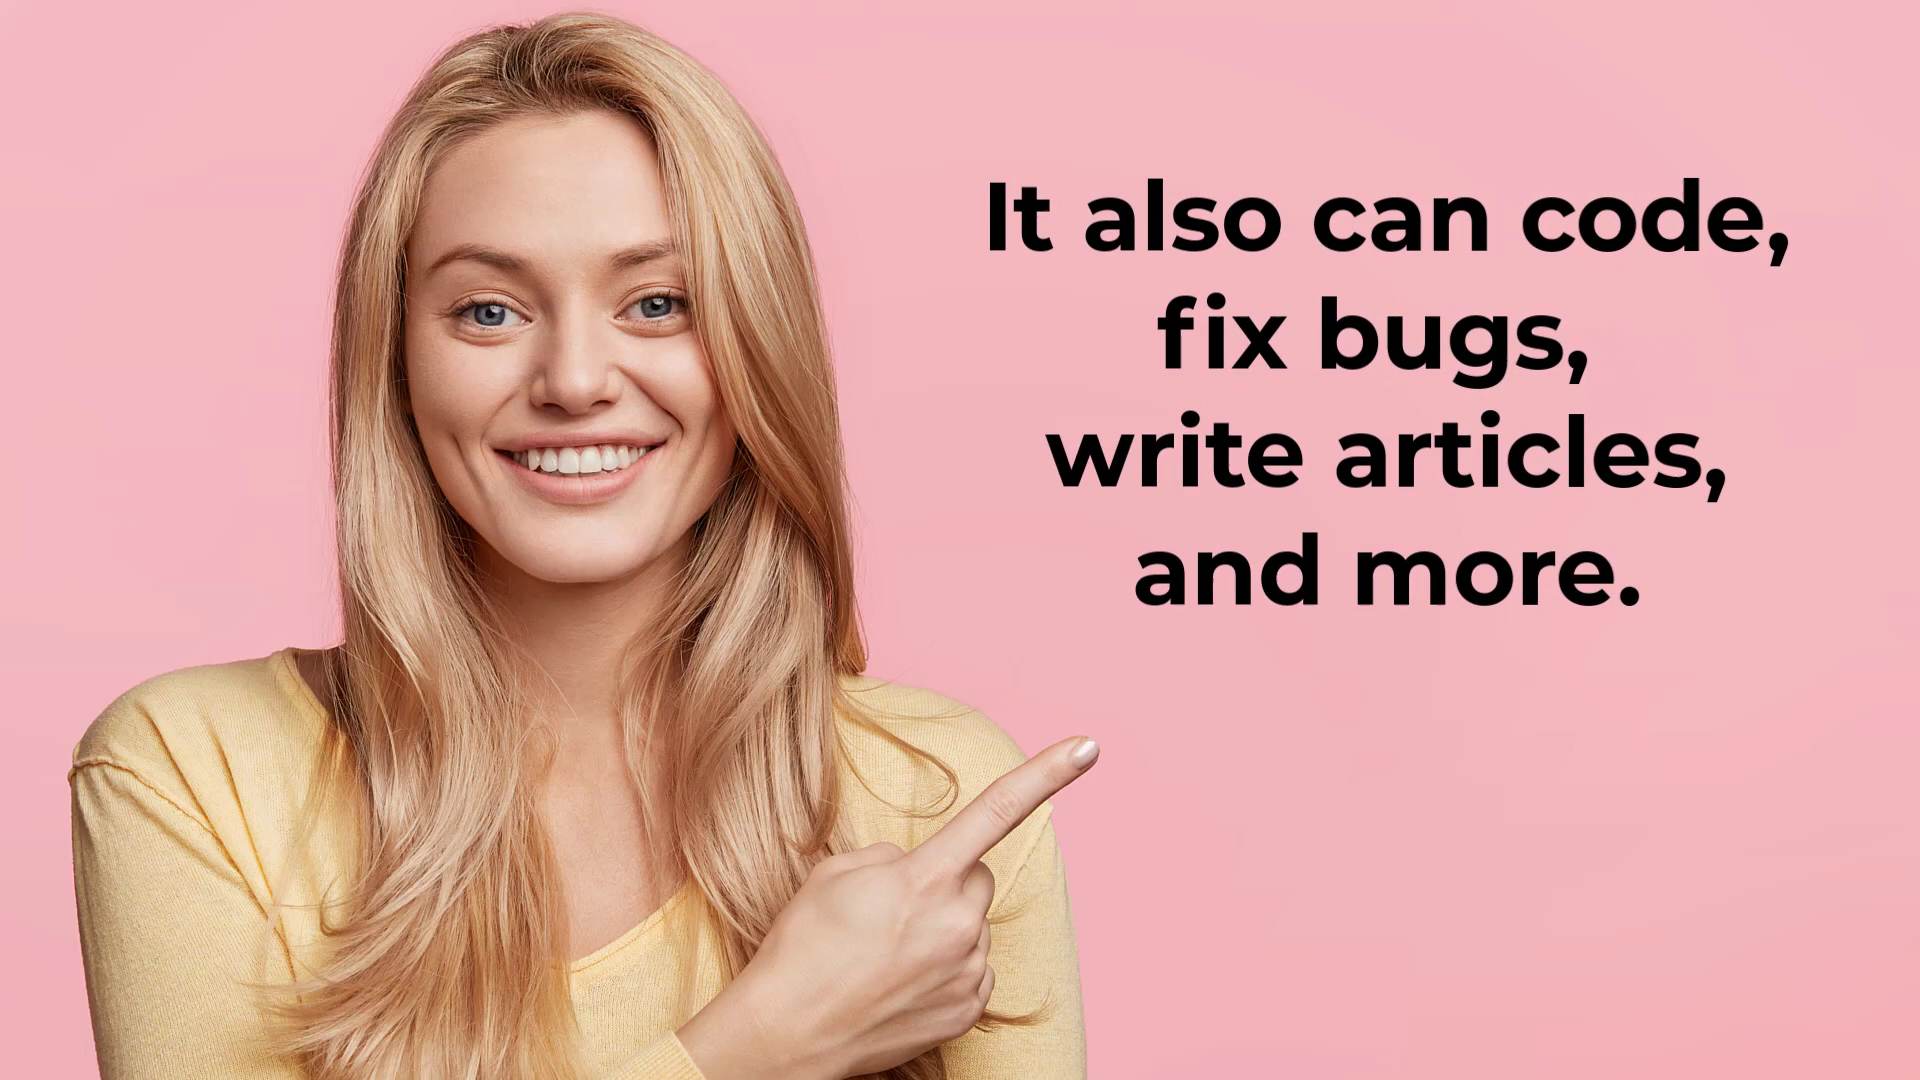 It also can code,
fix bugs,
write articles,
and more.